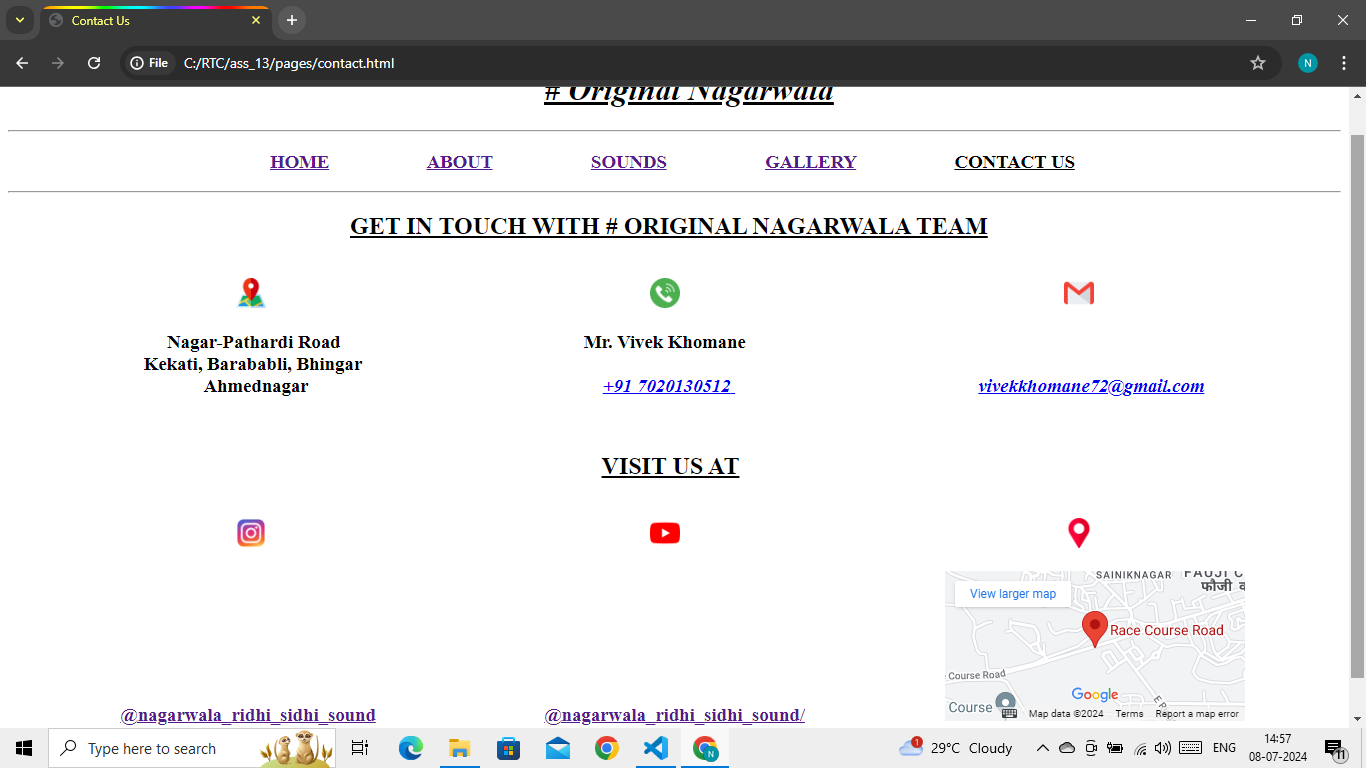 Contact Us
File C:/RTC/ass_13/pages/contact.html
N
# Original Nagarwala
HOME ABOUT SOUNDS GALLERY CONTACT US
GET IN TOUCH WITH # ORIGINAL NAGARWALA TEAM
Nagar-Pathardi Road
Kekati, Barababli, Bhingar
Ahmednagar
Mr. Vivek Khomane
+91 7020130512
vivekkhomane72@gmail.com
VISIT US AT
@nagarwala_ridhi_sidhi_sound
@nagarwala_ridhi_sidhi_sound/
SAINIKNAGAR
FAUJI C
फौजी
View larger map
Race Course Road
Course Road
Course
Google
Map data ©2024 Terms Report a map error
Type here to search
N
1
29°C Cloudy
ENG
14:57
08-07-2024
11